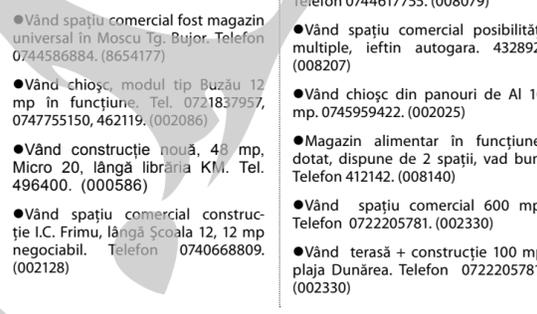 ●Vând spațiu comercial fost magazin
universal în Moscu Tg. Bujor. Telefon
0744586884. (8654177)
●Vând chioșc, modul tip Buzău 12
mp în funcțiune. Tel. 0721837957,
0747755150, 462119. (002086)
●Vând construcție nouă, 48 mp,
Micro 20, lângă librăria KM. Tel.
496400. (000586)
●Vând spațiu comercial construc-
ție I.C. Frimu, lângă Școala 12, 12 mp
negociabil. Telefon 0740668809.
(002128)
Telefon 0744617755. (008079)
●Vând spațiu comercial posibilităț
multiple, ieftin autogara. 432892
(008207)
●Vând chioșc din panouri de Al 1
mp. 0745959422. (002025)
●Magazin alimentar în funcțiune
dotat, dispune de 2 spații, vad bun
Telefon 412142. (008140)
●Vând spațiu comercial 600 mp
Telefon 0722205781. (002330)
●Vând terasă + construcție 100 mp
plaja Dunărea. Telefon 0722205781
(002330)